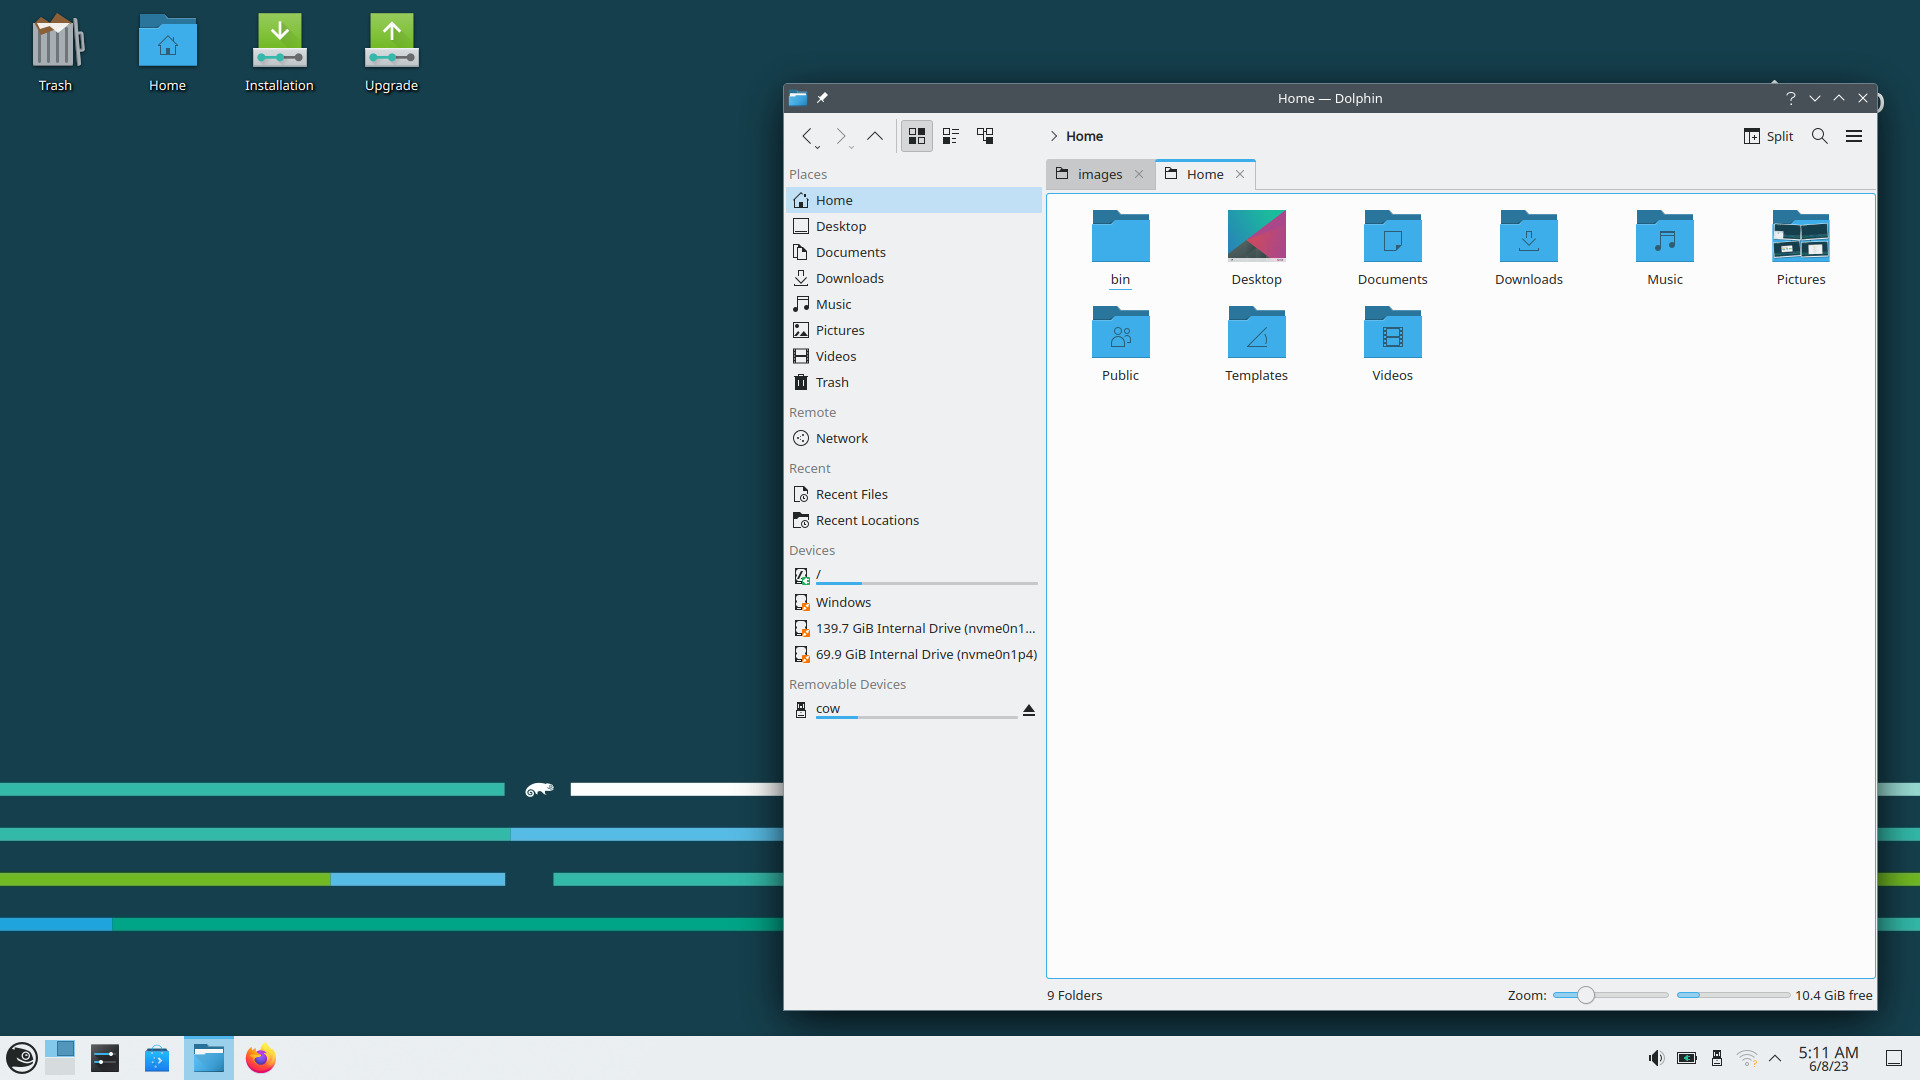 Trash
Home
Installation
Upgrade
Home — Dolphin
Home
Split
images
Home
Places
Home
Desktop
Documents
Downloads
Music
Pictures
Videos
Trash
Remote
Network
Recent
Recent Files
Recent Locations
Devices
/
Windows
139.7 GiB Internal Drive (nvme0n1...
69.9 GiB Internal Drive (nvme0n1p4)
Removable Devices
cow
bin
Desktop
Documents
Downloads
Music
Pictures
Public
Templates
Videos
9 Folders
Zoom:
10.4 GiB free
5:11 AM
6/8/23